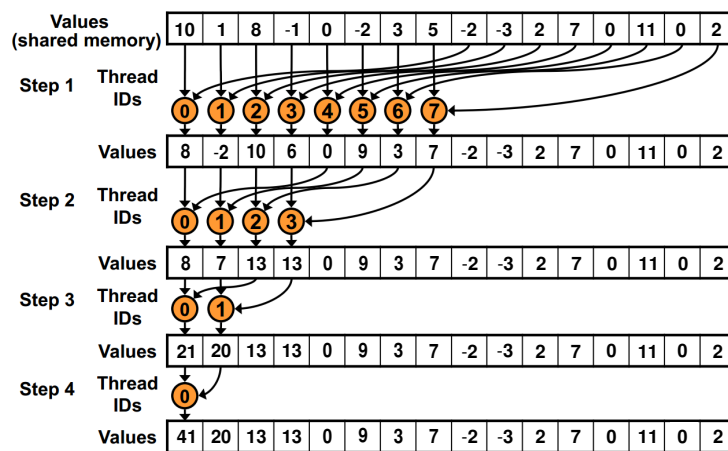 Values (shared memory) 10 1 8 -1 0 -2 3 5 -2 -3 2 7 0 11 0 2
Step 1 Thread IDs 0 1 2 3 4 5 6 7
Values 8 -2 10 6 0 9 3 7 -2 -3 2 7 0 11 0 2
Step 2 Thread IDs 0 1 2 3
Values 8 7 13 13 0 9 3 7 -2 -3 2 7 0 11 0 2
Step 3 Thread IDs 0 1
Values 21 20 13 13 0 9 3 7 -2 -3 2 7 0 11 0 2
Step 4 Thread IDs 0
Values 41 20 13 13 0 9 3 7 -2 -3 2 7 0 11 0 2